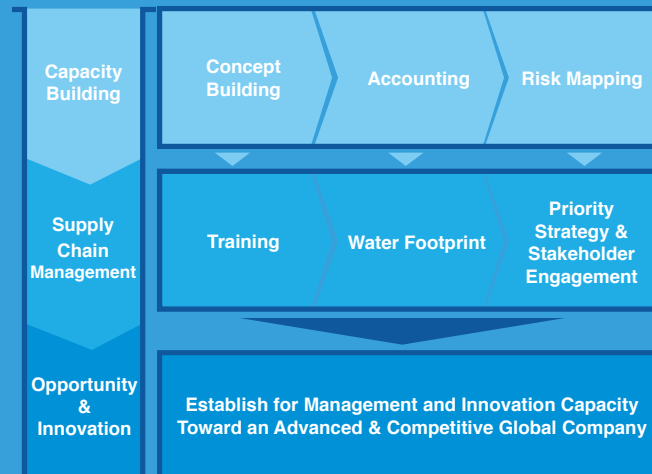 Capacity
Building
Concept
Building
Accounting
Risk Mapping
Supply
Chain
Management
Training
Water Footprint
Priority
Strategy &
Stakeholder
Engagement
Opportunity
&
Innovation
Establish for Management and Innovation Capacity
Toward an Advanced & Competitive Global Company